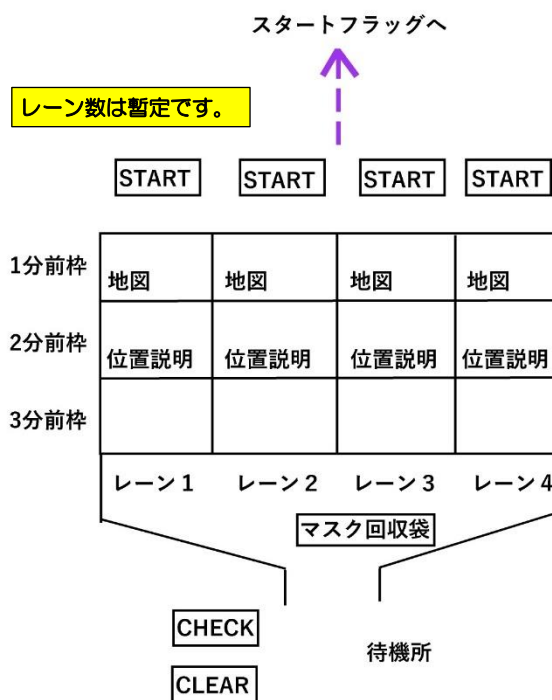 スタートフラッグへ
レーン数は暫定です。
START START START START
1分前枠 地図 地図 地図 地図
2分前枠 位置説明 位置説明 位置説明 位置説明
3分前枠
レーン1 レーン2 レーン3 レーン4
マスク回収袋
CHECK
待機所
CLEAR